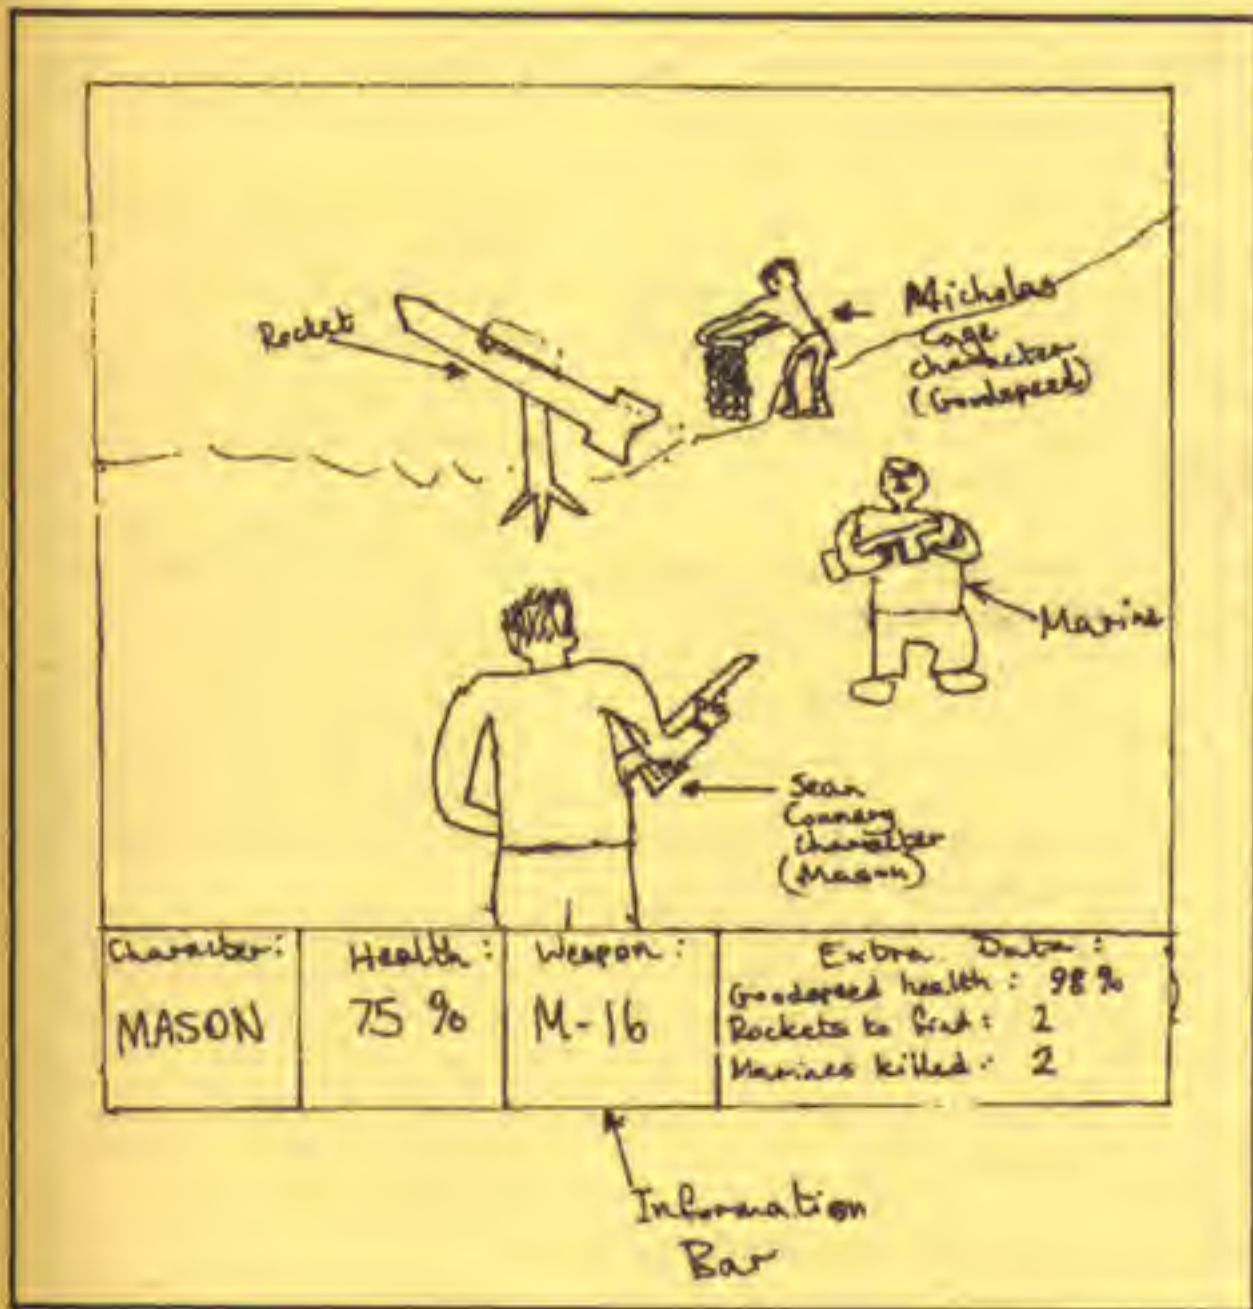 Rocket
Nicholas
Cage
character
(Goodspeed)
Marine
Sean
Connery
character
(Mason)
Character:
MASON
Health:
75 %
Weapon:
M-16
Extra Data:
Goodspeed health: 98%
Rockets to find: 2
Marines killed: 2
Information
Bar